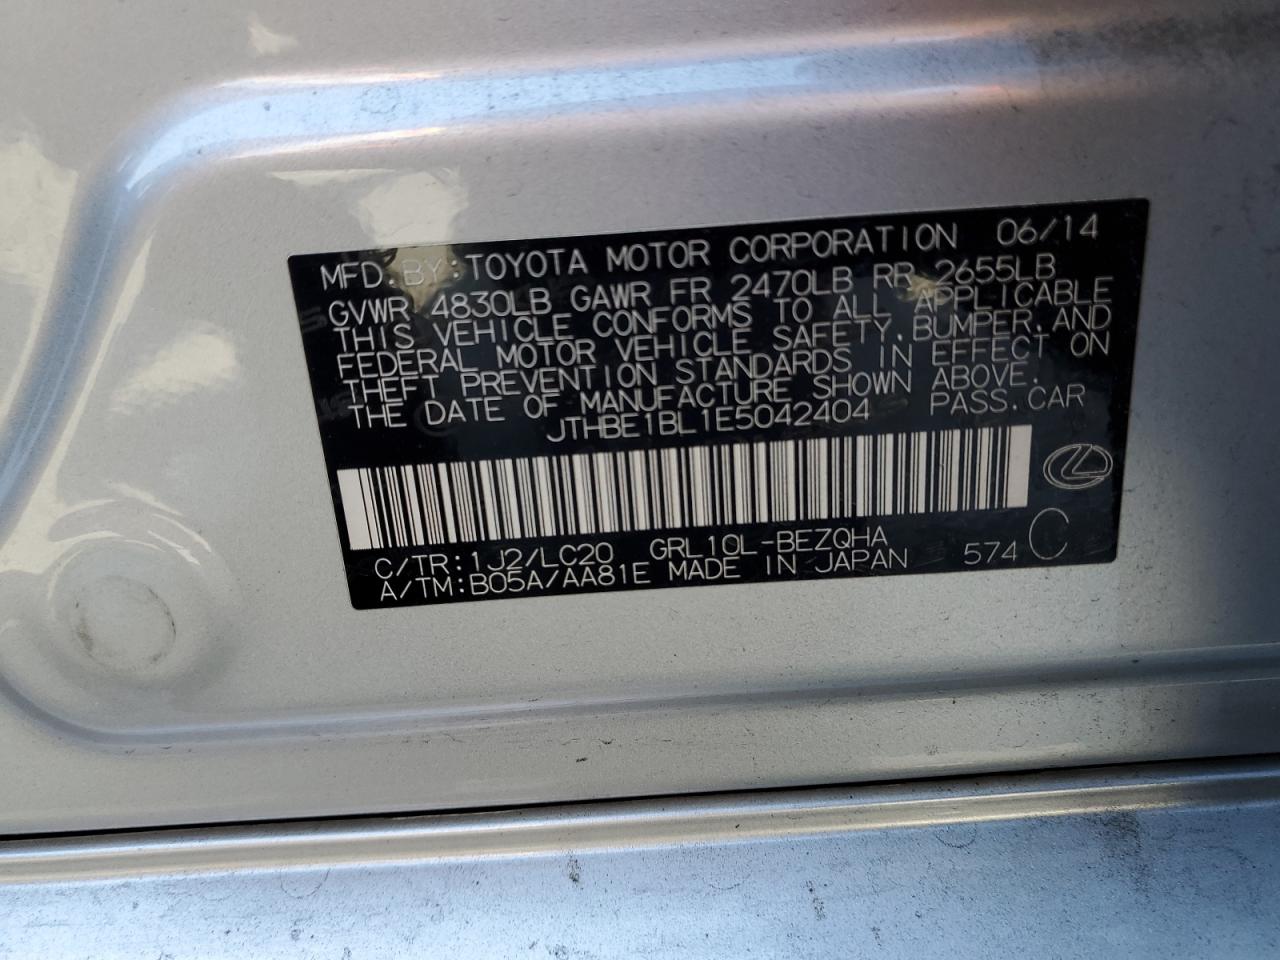 MFD. BY: TOYOTA MOTOR CORPORATION 06/14
GVWR 4830LB GAWR FR 2470LB RR 2655LB
THIS VEHICLE CONFORMS TO ALL APPLICABLE
FEDERAL MOTOR VEHICLE SAFETY, BUMPER, AND
THEFT PREVENTION STANDARDS IN EFFECT ON
THE DATE OF MANUFACTURE SHOWN ABOVE.
JTHBE1BL1E5042404 PASS. CAR
C/TR: 1J2/LC20 GRL10L-BEZQHA
A/TM: B05A/AA81E MADE IN JAPAN 574 C